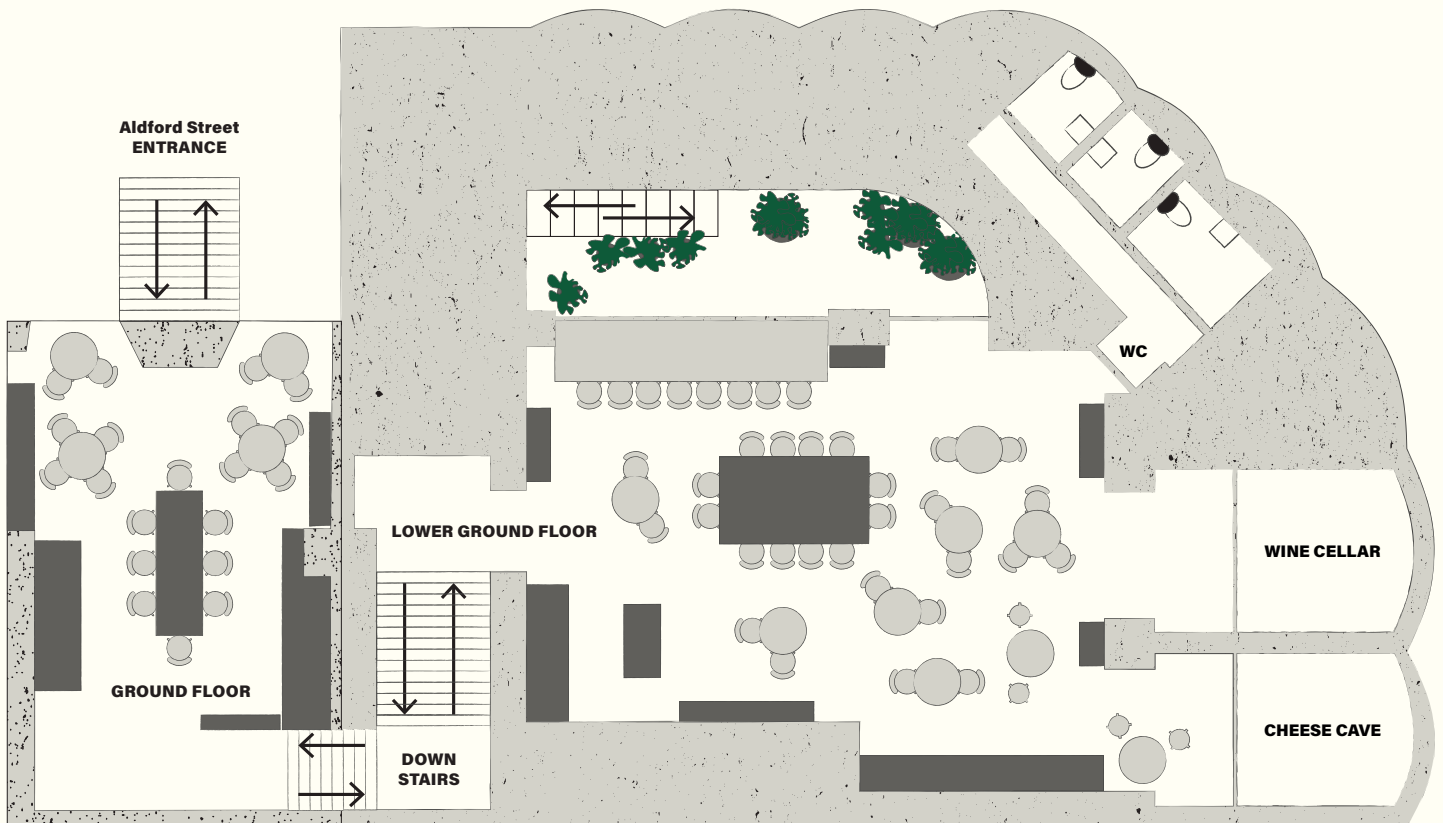 Aldford Street
ENTRANCE
WC
LOWER GROUND FLOOR
WINE CELLAR
GROUND FLOOR
CHEESE CAVE
DOWN
STAIRS